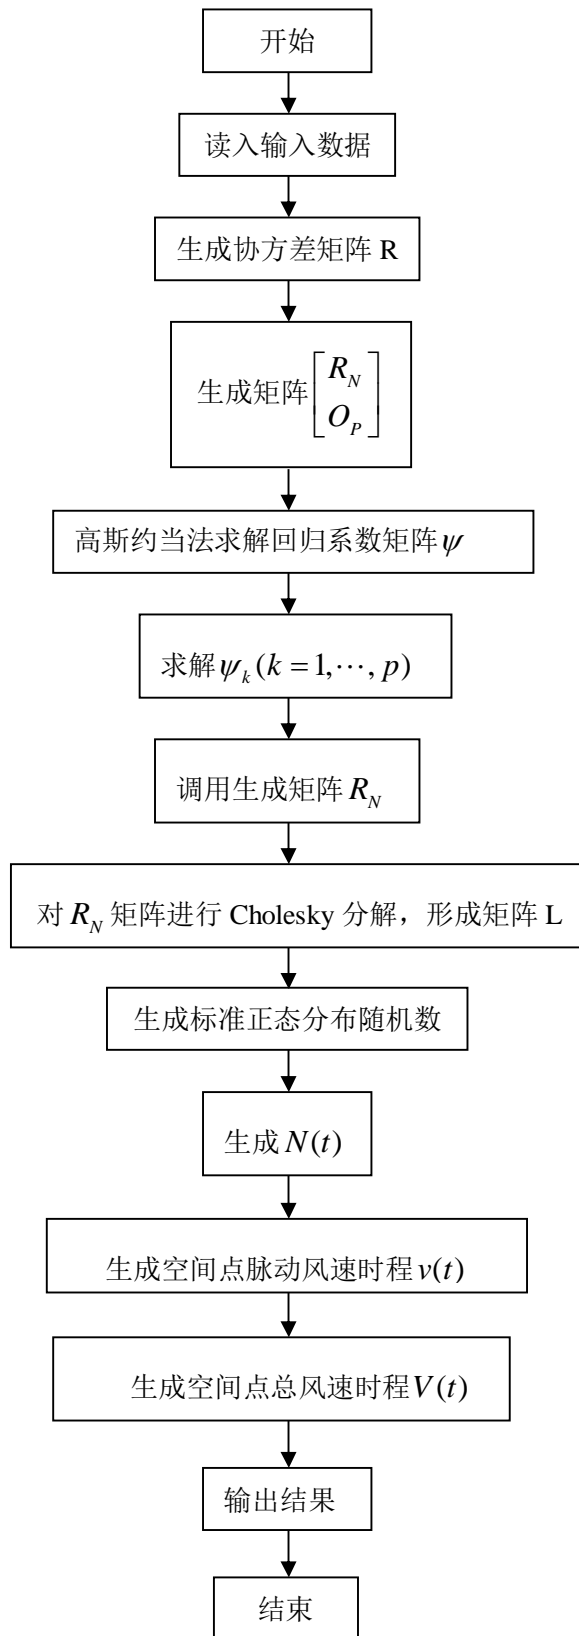 开始
读入输入数据
生成协方差矩阵 R
生成矩阵 [R_N
O_P]
高斯约当法求解回归系数矩阵ψ
求解ψ_k (k = 1,⋯, p)
调用生成矩阵 R_N
对 R_N 矩阵进行 Cholesky 分解，形成矩阵 L
生成标准正态分布随机数
生成 N(t)
生成空间点脉动风速时程 v(t)
生成空间点总风速时程 V(t)
输出结果
结束